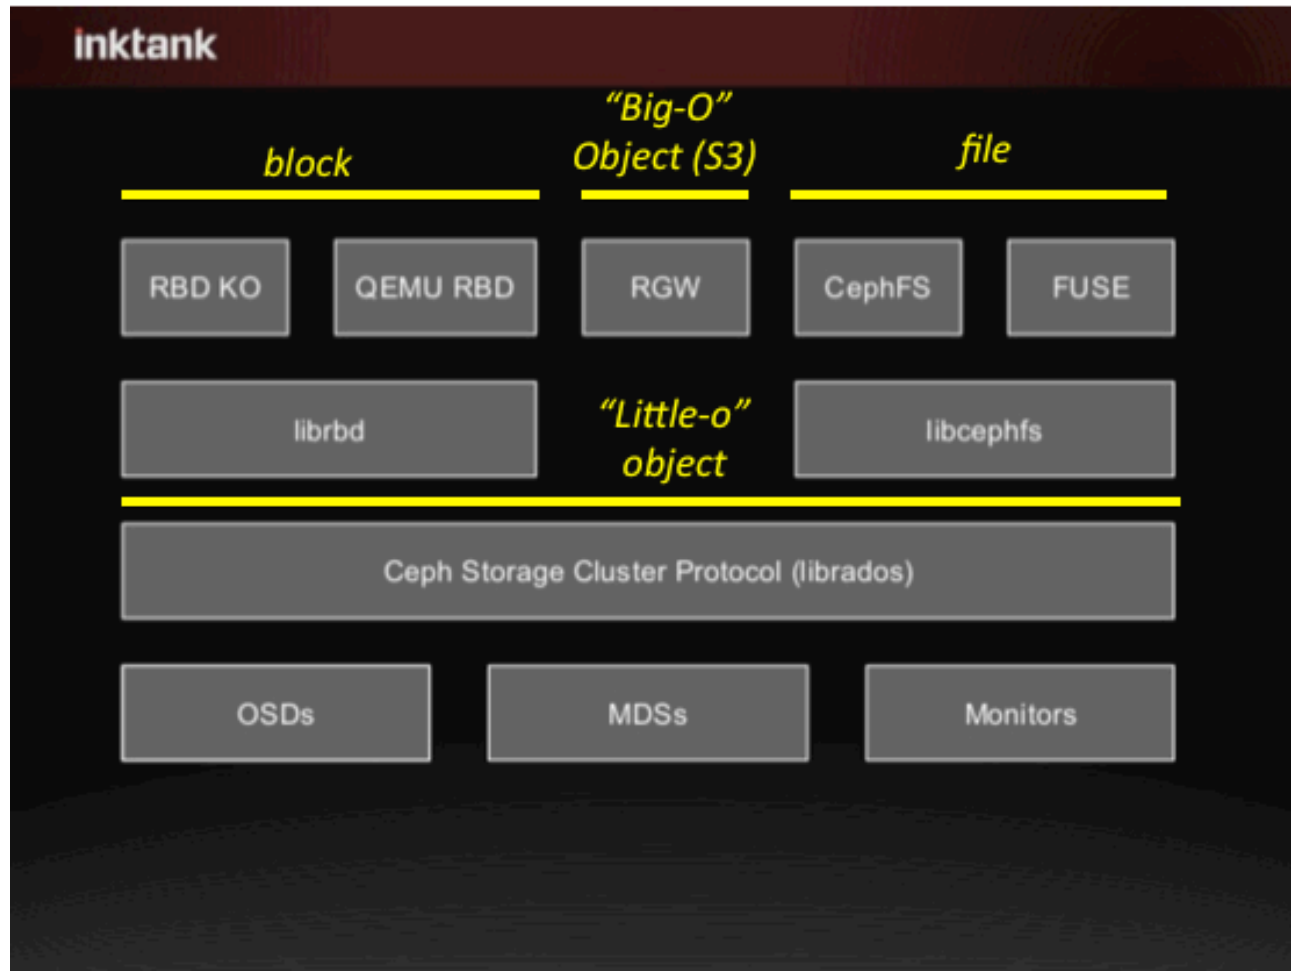 inktank
“Big-O”
block
Object (S3)
file
RBD KO
QEMU RBD
RGW
CephFS
FUSE
librbd
“Little-o”
object
libcephfs
Ceph Storage Cluster Protocol (librados)
OSDs
MDSs
Monitors